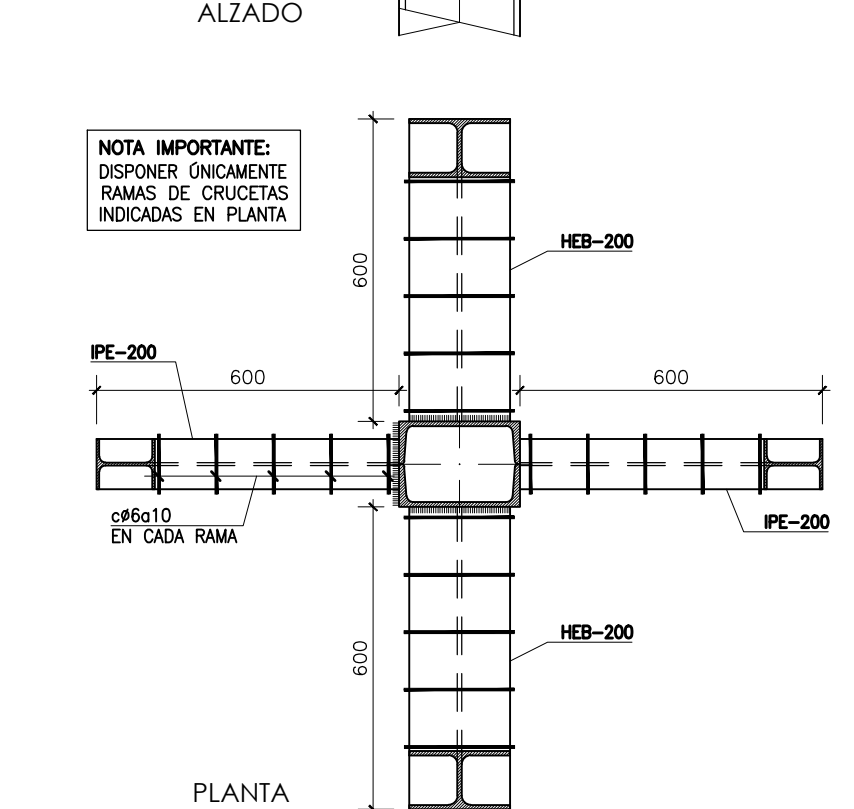 ALZADO
NOTA IMPORTANTE:
DISPONER ÚNICAMENTE
RAMAS DE CRUCETAS
INDICADAS EN PLANTA
HEB-200
600
IPE-200
600
600
cø6a10
EN CADA RAMA
IPE-200
HEB-200
600
PLANTA